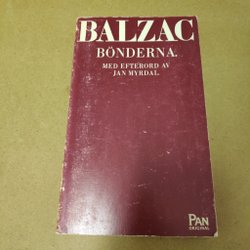 BALZAC
BÖNDERNA.
MED EFTERORD AV
JAN MYRDAL.
PAN
ORIGINAL